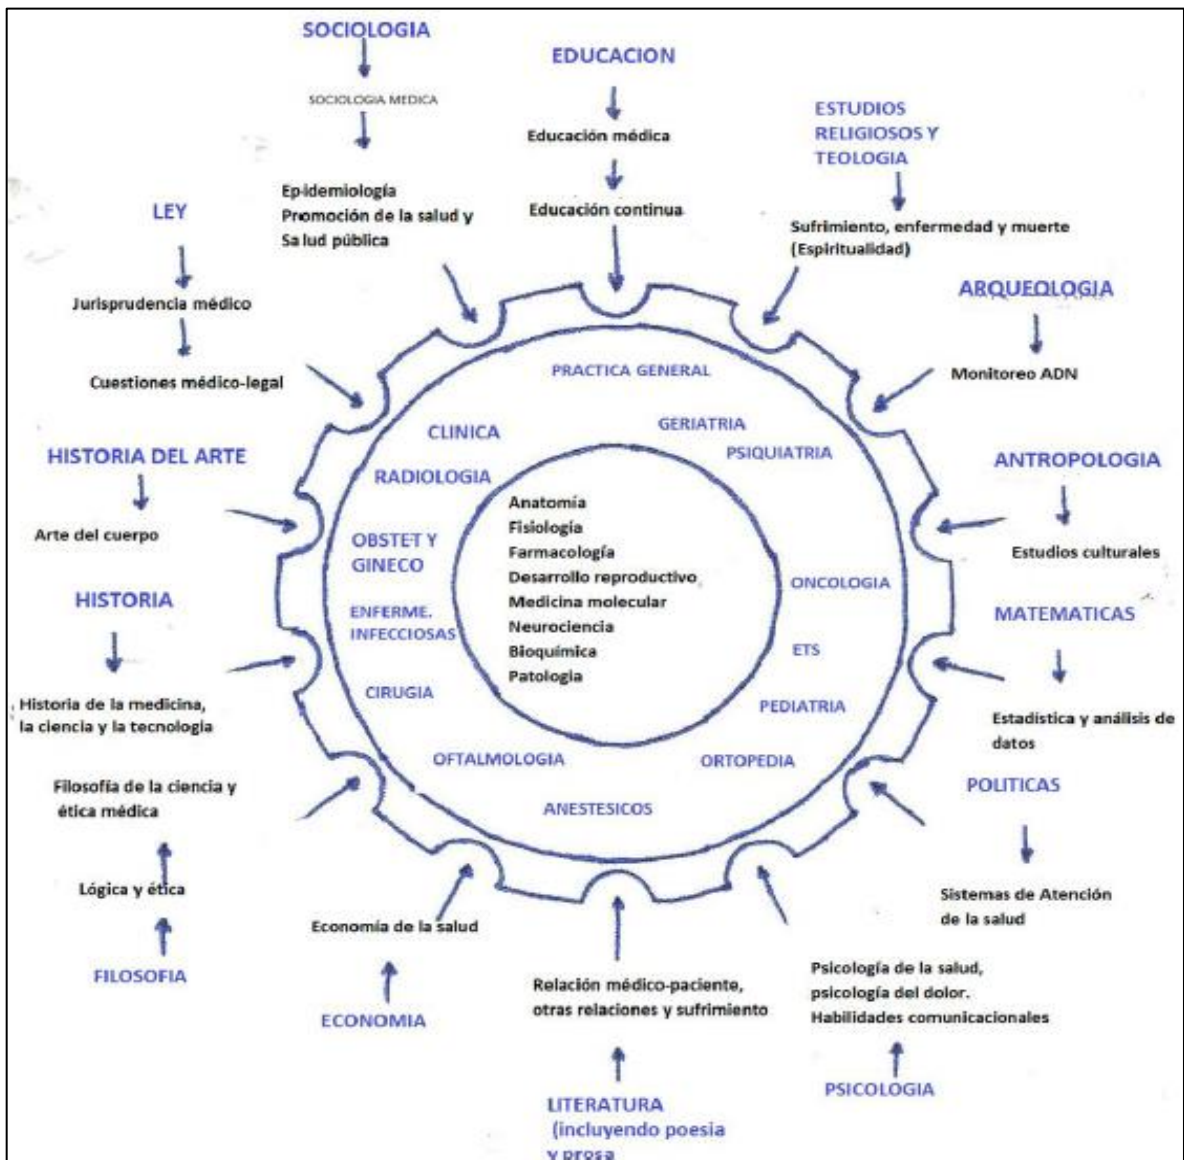 SOCIOLOGIA
SOCIOLOGIA MEDICA
Epidemiología
Promoción de la salud y
Salud pública
EDUCACION
Educación médica
Educación continua
ESTUDIOS
RELIGIOSOS Y
TEOLOGIA
Sufrimiento, enfermedad y muerte
(Espiritualidad)
LEY
Jurisprudencia médico
Cuestiones médico-legal
ARQUEOLOGIA
Monitoreo ADN
HISTORIA DEL ARTE
Arte del cuerpo
ANTROPOLOGIA
Estudios culturales
HISTORIA
Historia de la medicina,
la ciencia y la tecnología
MATEMATICAS
Estadística y análisis de
datos
Filosofía de la ciencia y
ética médica
Lógica y ética
FILOSOFIA
POLITICAS
Sistemas de Atención
de la salud
Economía de la salud
ECONOMIA
Relación médico-paciente,
otras relaciones y sufrimiento
LITERATURA
(incluyendo poesia
y prosa
Psicología de la salud,
psicología del dolor.
Habilidades comunicacionales
PSICOLOGIA
PRACTICA GENERAL
GERIATRIA
PSIQUIATRIA
CLINICA
RADIOLOGIA
OBSTET Y
GINECO
ENFERME.
INFECCIOSAS
CIRUGIA
OFTALMOLOGIA
ANESTESICOS
ORTOPEDIA
PEDIATRIA
ETS
ONCOLOGIA
Anatomía
Fisiología
Farmacología
Desarrollo reproductivo
Medicina molecular
Neurociencia
Bioquímica
Patologia